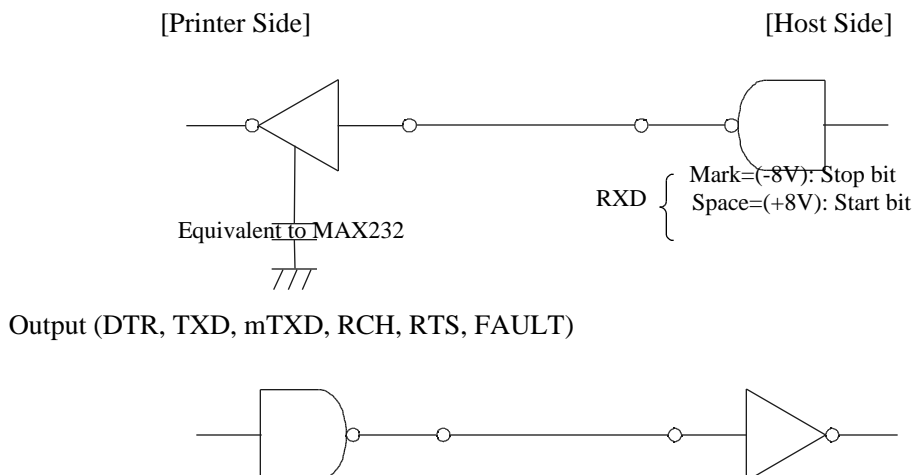 [Printer Side] [Host Side]
Mark=(-8V): Stop bit
RXD
Space=(+8V): Start bit
Equivalent to MAX232
Output (DTR, TXD, mTXD, RCH, RTS, FAULT)